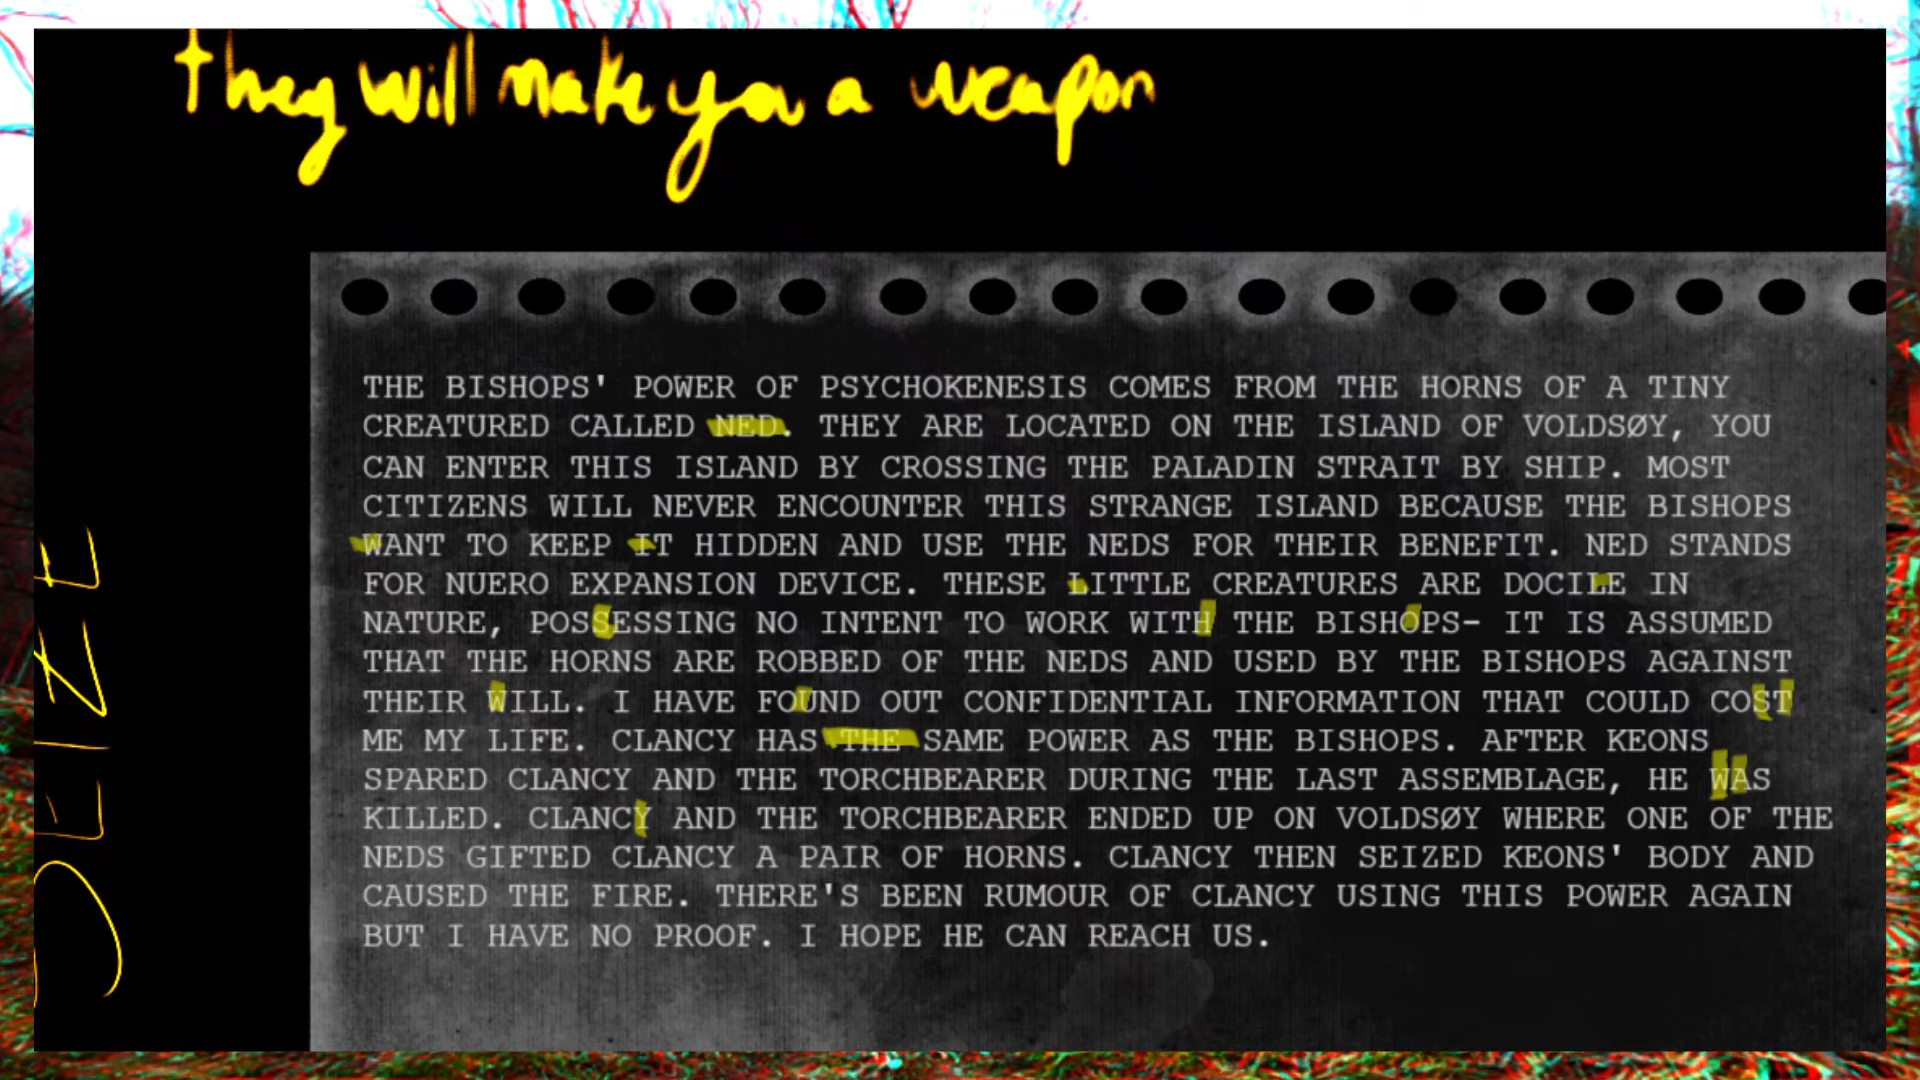 they will make you a weapon
THE BISHOPS' POWER OF PSYCHOKENESIS COMES FROM THE HORNS OF A TINY
CREATURED CALLED NED. THEY ARE LOCATED ON THE ISLAND OF VOLDSØY, YOU
CAN ENTER THIS ISLAND BY CROSSING THE PALADIN STRAIT BY SHIP. MOST
CITIZENS WILL NEVER ENCOUNTER THIS STRANGE ISLAND BECAUSE THE BISHOPS
WANT TO KEEP IT HIDDEN AND USE THE NEDS FOR THEIR BENEFIT. NED STANDS
FOR NUERO EXPANSION DEVICE. THESE LITTLE CREATURES ARE DOCILE IN
NATURE, POSSESSING NO INTENT TO WORK WITH THE BISHOPS- IT IS ASSUMED
THAT THE HORNS ARE ROBBED OF THE NEDS AND USED BY THE BISHOPS AGAINST
THEIR WILL. I HAVE FOUND OUT CONFIDENTIAL INFORMATION THAT COULD COST
ME MY LIFE. CLANCY HAS THE SAME POWER AS THE BISHOPS. AFTER KEONS
SPARED CLANCY AND THE TORCHBEARER DURING THE LAST ASSEMBLAGE, HE WAS
KILLED. CLANCY AND THE TORCHBEARER ENDED UP ON VOLDSØY WHERE ONE OF THE
NEDS GIFTED CLANCY A PAIR OF HORNS. CLANCY THEN SEIZED KEONS' BODY AND
CAUSED THE FIRE. THERE'S BEEN RUMOUR OF CLANCY USING THIS POWER AGAIN
BUT I HAVE NO PROOF. I HOPE HE CAN REACH US.
SEIZE